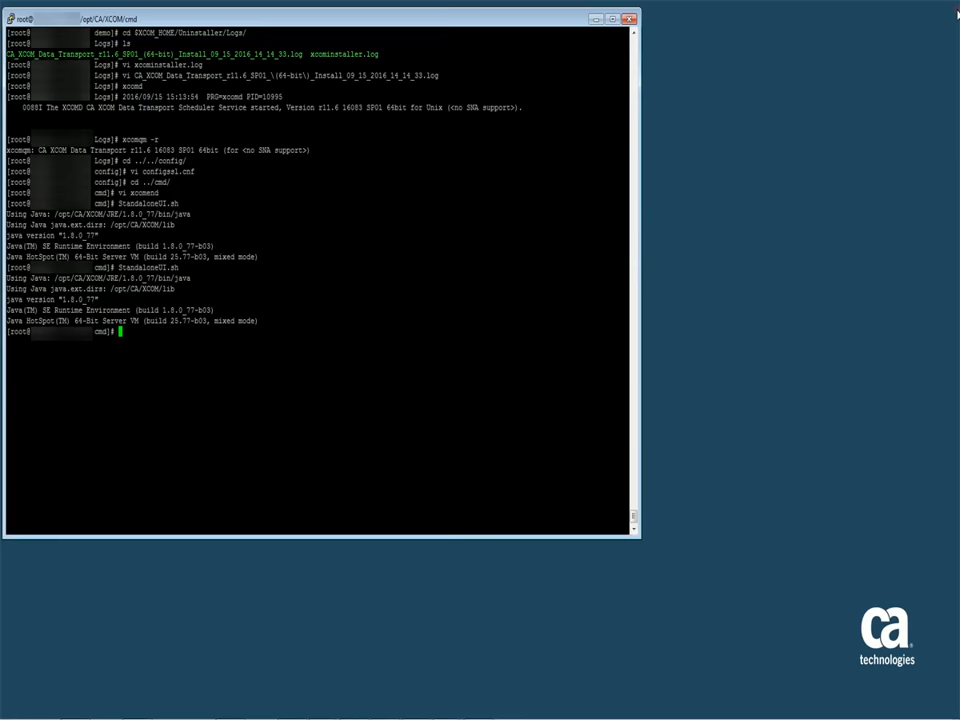 root@ /opt/CA/XCOM/cmd
[root@ demo]# cd $XCOM_HOME/Uninstaller/Logs/
[root@ Logs]# ls
CA_XCOM_Data_Transport_r11.6_SP01_(64-bit)_Install_09_15_2016_14_14_33.log xcominstaller.log
[root@ Logs]# vi xcominstaller.log
[root@ Logs]# vi CA_XCOM_Data_Transport_r11.6_SP01_\(64-bit\)_Install_09_15_2016_14_14_33.log
[root@ Logs]# xcomd
[root@ Logs]# 2016/09/15 15:13:54 PRG=xcomd PID=10995
0088I The XCOMD CA XCOM Data Transport Scheduler Service started, Version r11.6 16083 SP01 64bit for Unix (<no SNA support>).
[root@ Logs]# xcomqm -r
xcomqm: CA XCOM Data Transport r11.6 16083 SP01 64bit (for <no SNA support>)
[root@ Logs]# cd ../../config/
[root@ config]# vi configssl.cnf
[root@ config]# cd ../cmd/
[root@ cmd]# vi xcomend
[root@ cmd]# StandaloneUI.sh
Using Java: /opt/CA/XCOM/JRE/1.8.0_77/bin/java
Using Java java.ext.dirs: /opt/CA/XCOM/lib
java version "1.8.0_77"
Java(TM) SE Runtime Environment (build 1.8.0_77-b03)
Java HotSpot(TM) 64-Bit Server VM (build 25.77-b03, mixed mode)
[root@ cmd]# StandaloneUI.sh
Using Java: /opt/CA/XCOM/JRE/1.8.0_77/bin/java
Using Java java.ext.dirs: /opt/CA/XCOM/lib
java version "1.8.0_77"
Java(TM) SE Runtime Environment (build 1.8.0_77-b03)
Java HotSpot(TM) 64-Bit Server VM (build 25.77-b03, mixed mode)
[root@ cmd]#
ca
technologies